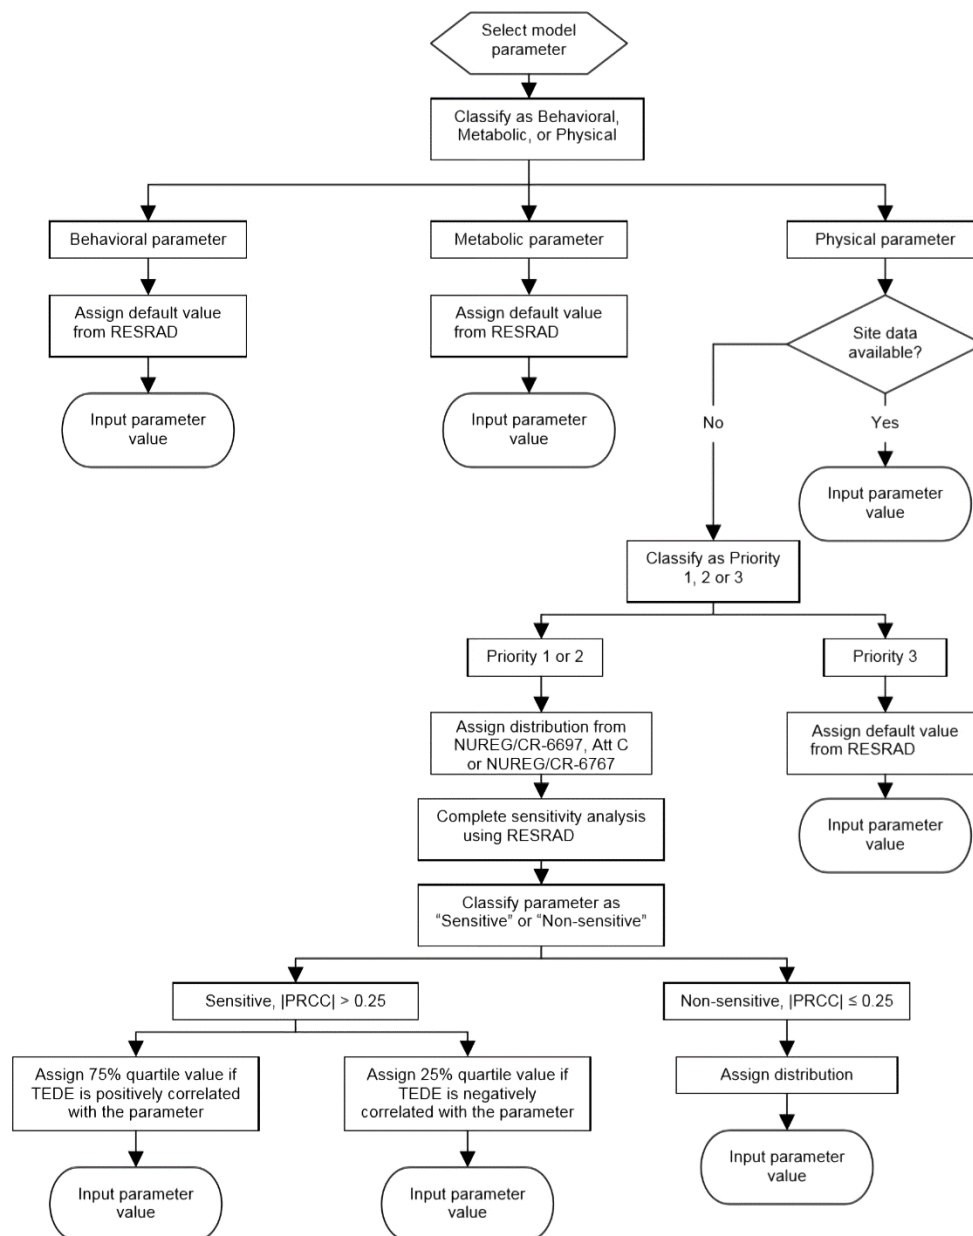 Select model
parameter
Classify as Behavioral,
Metabolic, or Physical
Behavioral parameter
Metabolic parameter
Physical parameter
Assign default value
from RESRAD
Assign default value
from RESRAD
Site data
available?
Input parameter
value
Input parameter
value
No
Yes
Input parameter
value
Classify as Priority
1, 2 or 3
Priority 1 or 2
Priority 3
Assign distribution from
NUREG/CR-6697, Att C
or NUREG/CR-6767
Assign default value
from RESRAD
Complete sensitivity analysis
using RESRAD
Input parameter
value
Classify parameter as
“Sensitive” or “Non-sensitive”
Sensitive, |PRCC| > 0.25
Non-sensitive, |PRCC| ≤ 0.25
Assign 75% quartile value if
TEDE is positively correlated
with the parameter
Assign 25% quartile value if
TEDE is negatively
correlated with the parameter
Assign distribution
Input parameter
value
Input parameter
value
Input parameter
value